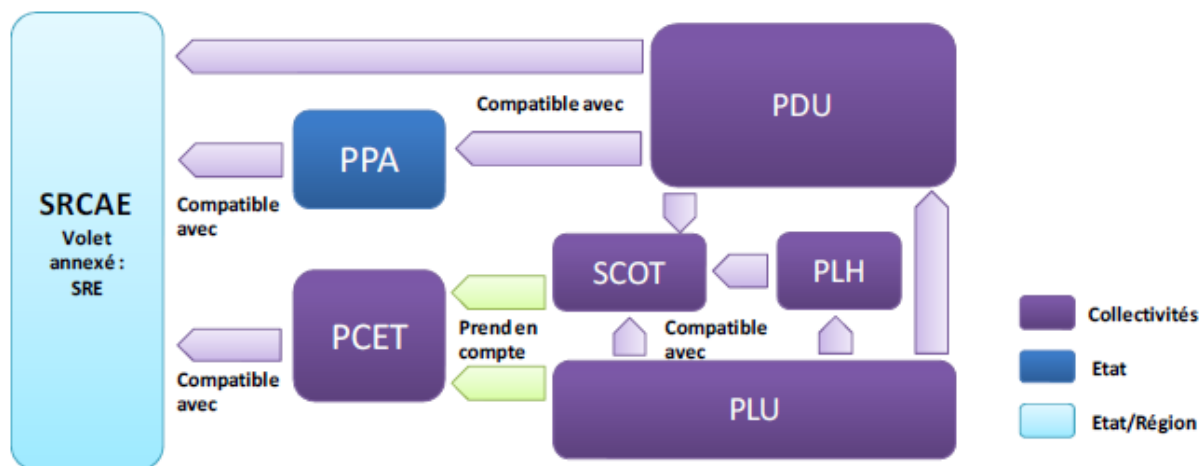 SRCAE
Volet
annexé :
SRE
Compatible avec
PDU
PPA
Compatible
avec
SCOT
PLH
PCET
Prend en
compte
Compatible
avec
Compatible
avec
PLU
Collectivités
Etat
Etat/Région